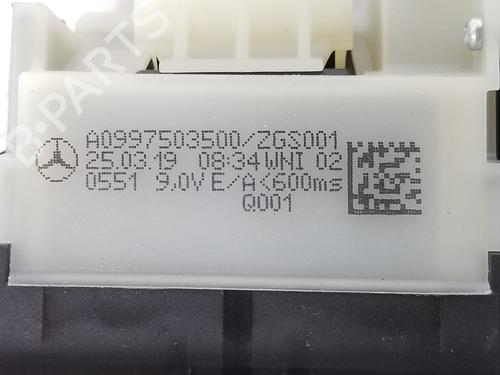 A0997503500/ZGS001
25.03.19 08:34 WNI 02
0551 9.0V E/A<600ms
Q001
B-PARTS